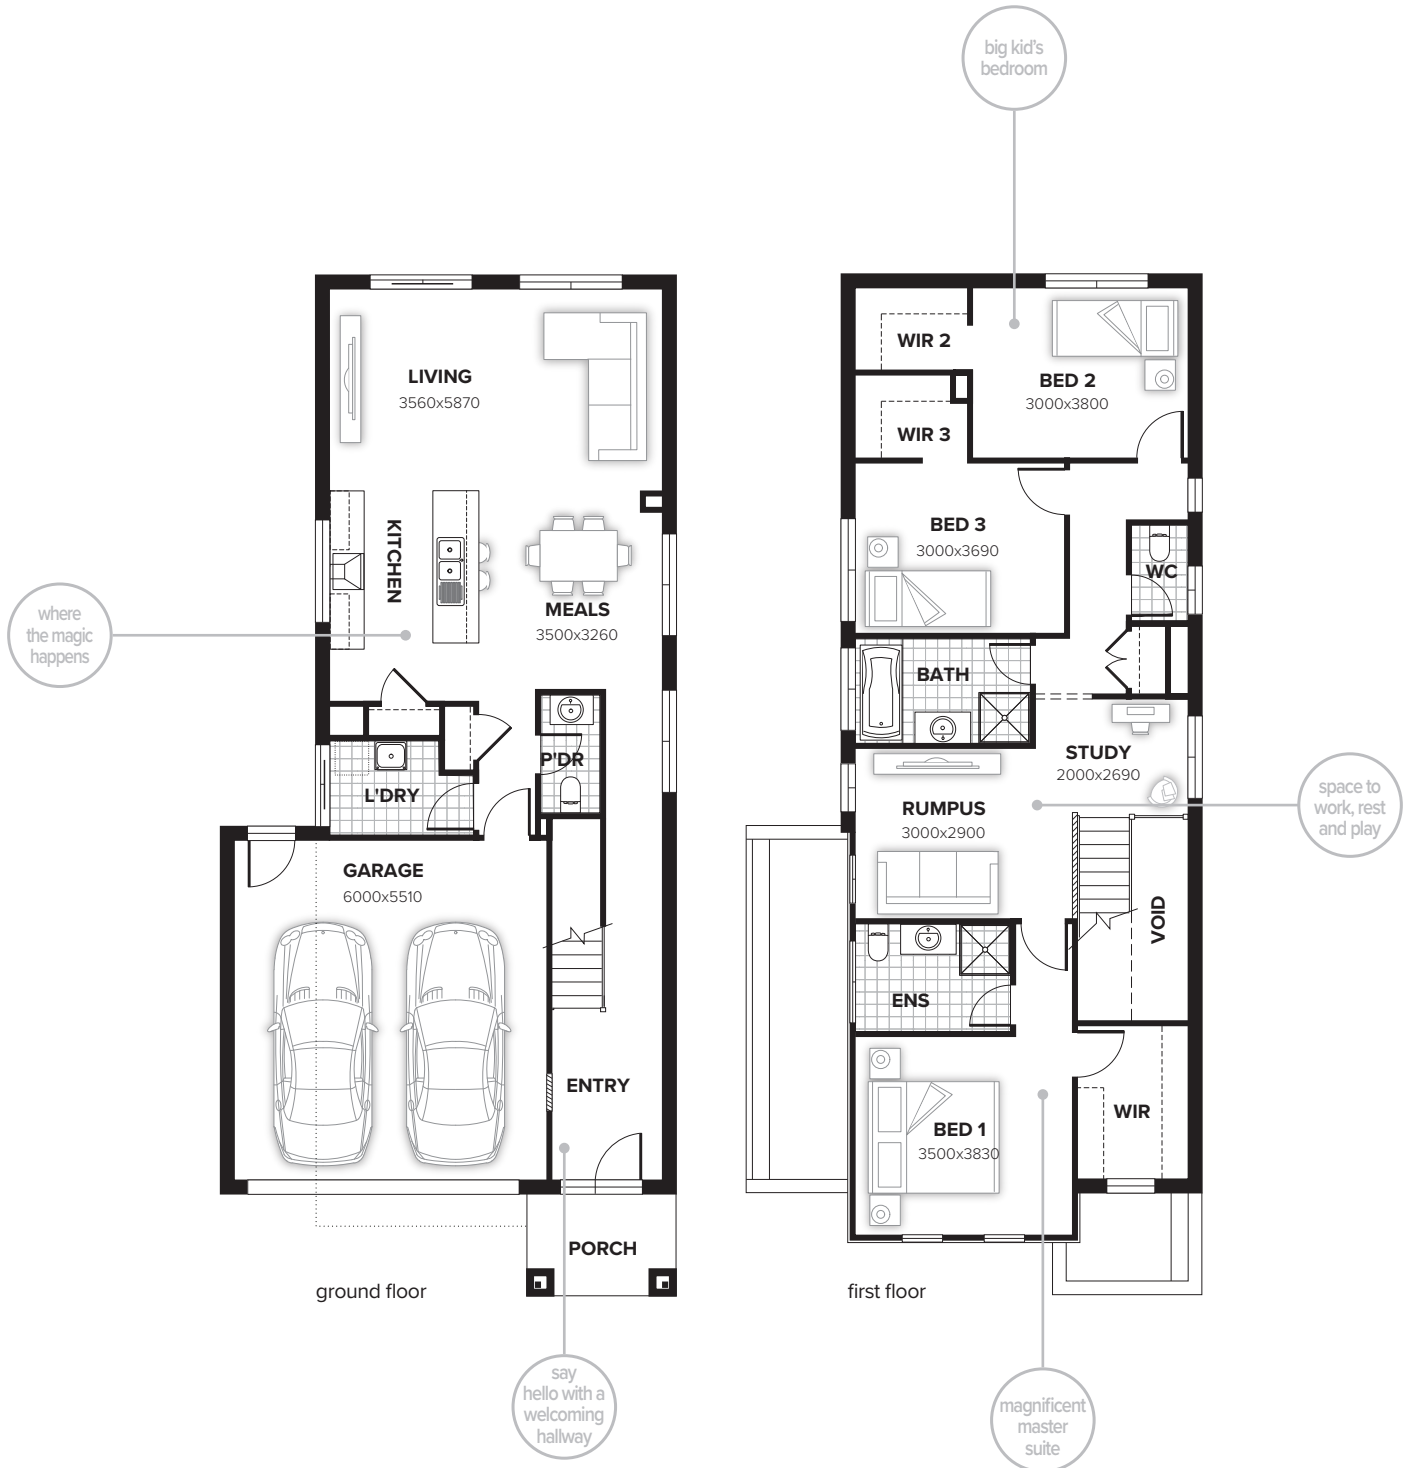 big kid's
bedroom
LIVING
3560x5870
KITCHEN
MEALS
3500x3260
where
the magic
happens
P'DR
L'DRY
GARAGE
6000x5510
ENTRY
PORCH
ground floor
say
hello with a
welcoming
hallway
WIR 2
BED 2
3000x3800
WIR 3
BED 3
3000x3690
WC
BATH
STUDY
2000x2690
RUMPUS
3000x2900
space to
work, rest
and play
VOID
ENS
WIR
BED 1
3500x3830
first floor
magnificent
master
suite